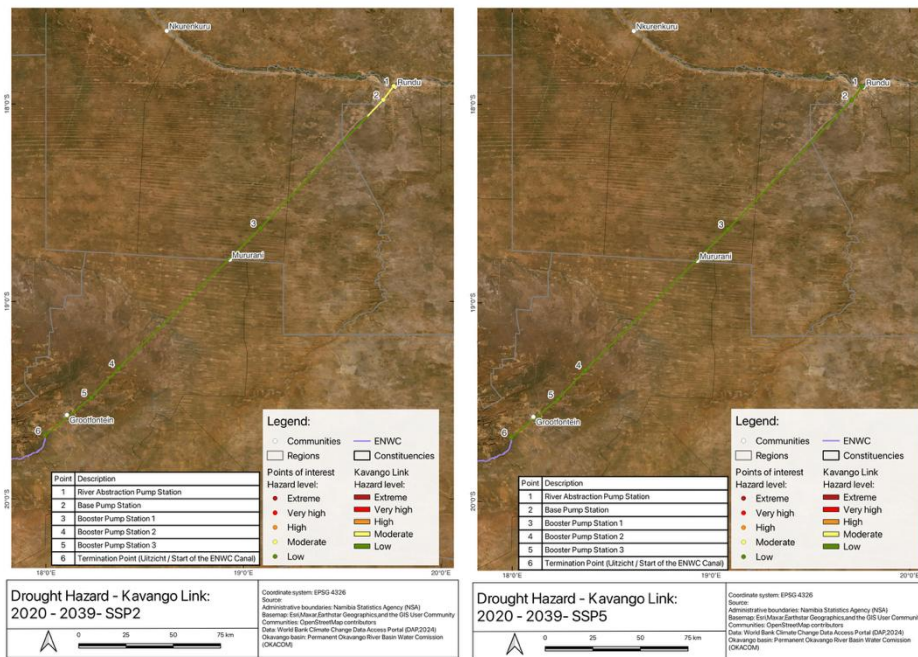 Nkurenkuru
1
Rundu
2
18°0'S
3
Mururani
19°0'S
4
5
Grootfontein
6
20°0'S
Legend:
Communities
ENWC
Regions
Constituencies
Points of interest
Hazard level:
Extreme
Very high
High
Moderate
Low
Kavango Link
Hazard level:
Extreme
Very high
High
Moderate
Low
Point Description
1 River Abstraction Pump Station
2 Base Pump Station
3 Booster Pump Station 1
4 Booster Pump Station 2
5 Booster Pump Station 3
6 Termination Point (Uitzicht / Start of the ENWC Canal)
18°0'E 19°0'E 20°0'E
Drought Hazard - Kavango Link:
2020 - 2039- SSP2
0 25 50 75 km
Coordinate system: EPSG 4326
Source:
Administrative boundaries: Namibia Statistics Agency (NSA)
Basemap: Esri,Maxar,Earthstar Geographics,and the GIS User Community
Communities: OpenStreetMap contributors
Data: World Bank Climate Change Data Access Portal (DAP,2024)
Okavango basin: Permanent Okavango River Basin Water Comission
(OKACOM)
Nkurenkuru
1
Rundu
2
18°0'S
3
Mururani
19°0'S
4
5
Grootfontein
6
20°0'S
Legend:
Communities
ENWC
Regions
Constituencies
Points of interest
Hazard level:
Extreme
Very high
High
Moderate
Low
Kavango Link
Hazard level:
Extreme
Very high
High
Moderate
Low
Point Description
1 River Abstraction Pump Station
2 Base Pump Station
3 Booster Pump Station 1
4 Booster Pump Station 2
5 Booster Pump Station 3
6 Termination Point (Uitzicht / Start of the ENWC Canal)
18°0'E 19°0'E 20°0'E
Drought Hazard - Kavango Link:
2020 - 2039- SSP5
0 25 50 75 km
Coordinate system: EPSG 4326
Source:
Administrative boundaries: Namibia Statistics Agency (NSA)
Basemap: Esri,Maxar,Earthstar Geographics,and the GIS User Community
Communities: OpenStreetMap contributors
Data: World Bank Climate Change Data Access Portal (DAP,2024)
Okavango basin: Permanent Okavango River Basin Water Comission
(OKACOM)